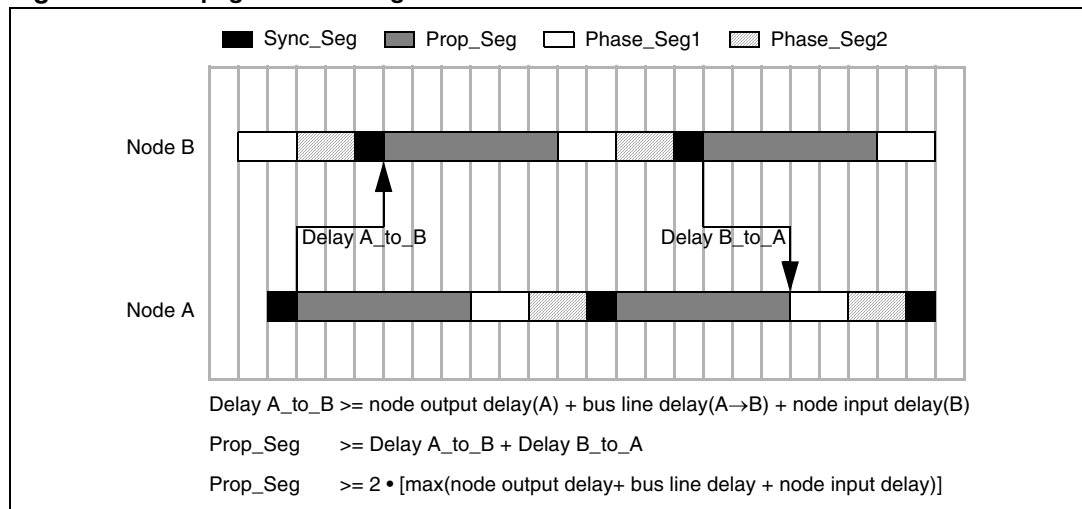 Sync_Seg Prop_Seg Phase_Seg1 Phase_Seg2
Node B
Delay A_to_B Delay B_to_A
Node A
Delay A_to_B >= node output delay(A) + bus line delay(A→B) + node input delay(B)
Prop_Seg >= Delay A_to_B + Delay B_to_A
Prop_Seg >= 2 • [max(node output delay+ bus line delay + node input delay)]